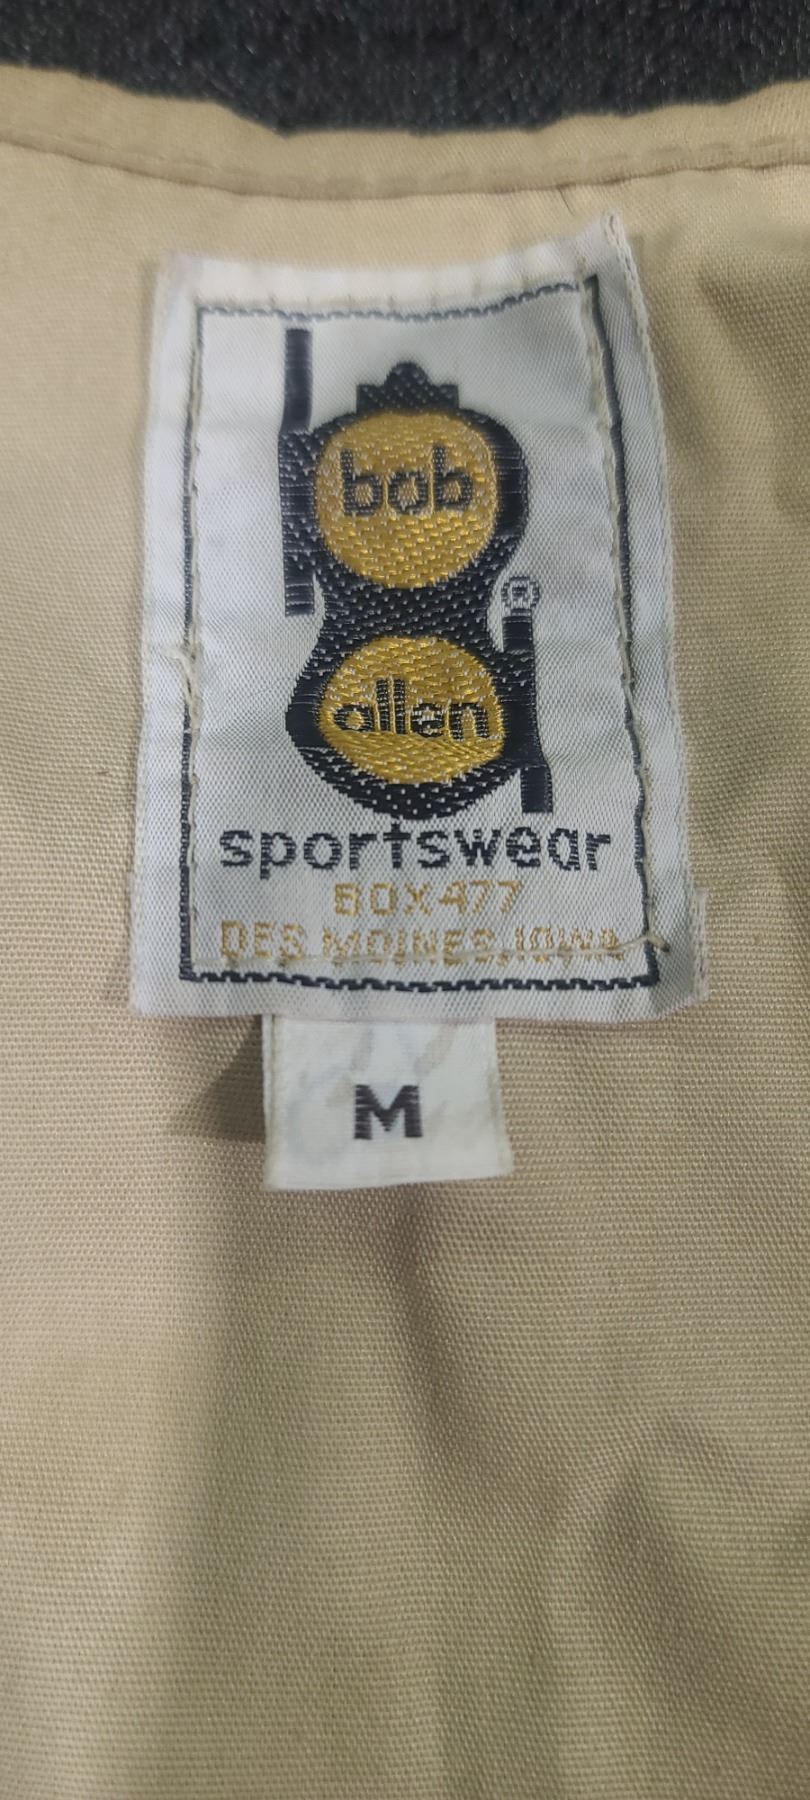 bob
allen
®
sportswear
BOX 477
DES MOINES, IOWA
M